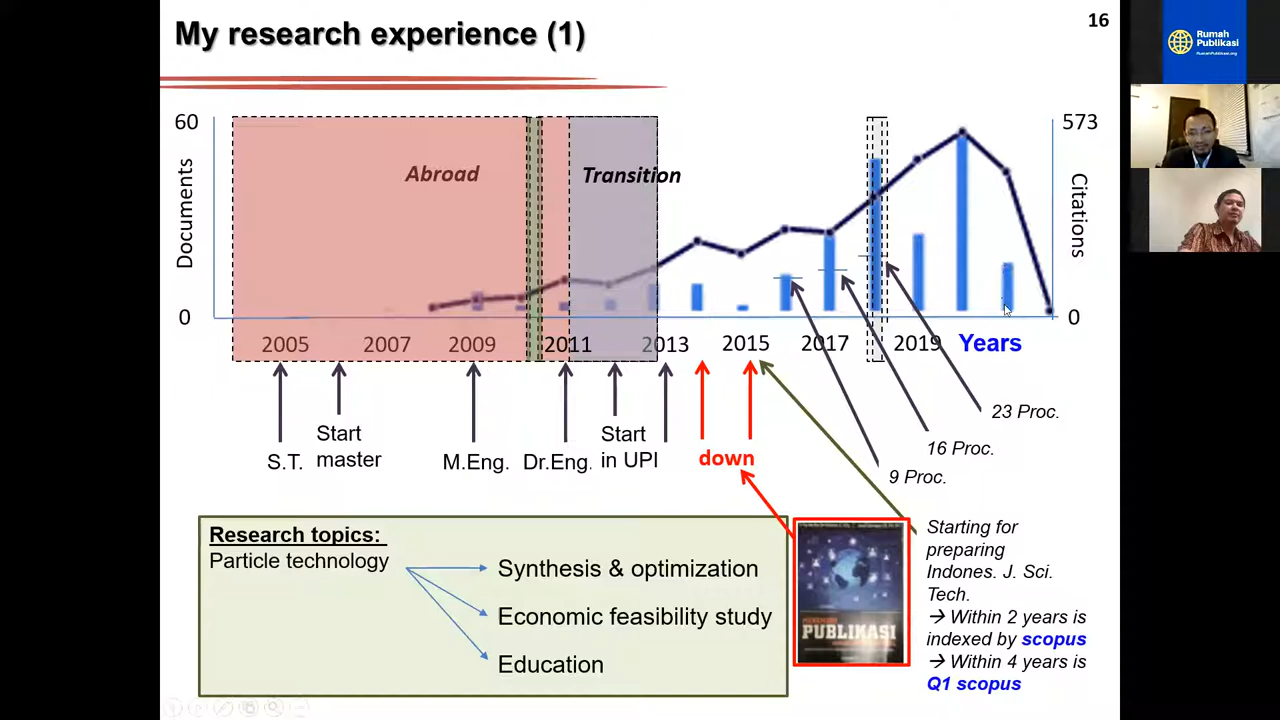 My research experience (1)
16
Rumah
Publikasi
RumahPublikasi.org
60
573
Documents
Abroad
Transition
Citations
0
0
2005
2007
2009
2011
2013
2015
2017
2019
Years
S.T.
Start
master
M.Eng.
Dr.Eng.
Start
in UPI
down
9 Proc.
16 Proc.
23 Proc.
Research topics:
Particle technology
Synthesis & optimization
Economic feasibility study
Education
PUBLIKASI
Starting for
preparing
Indones. J. Sci.
Tech.
→ Within 2 years is
indexed by scopus
→ Within 4 years is
Q1 scopus